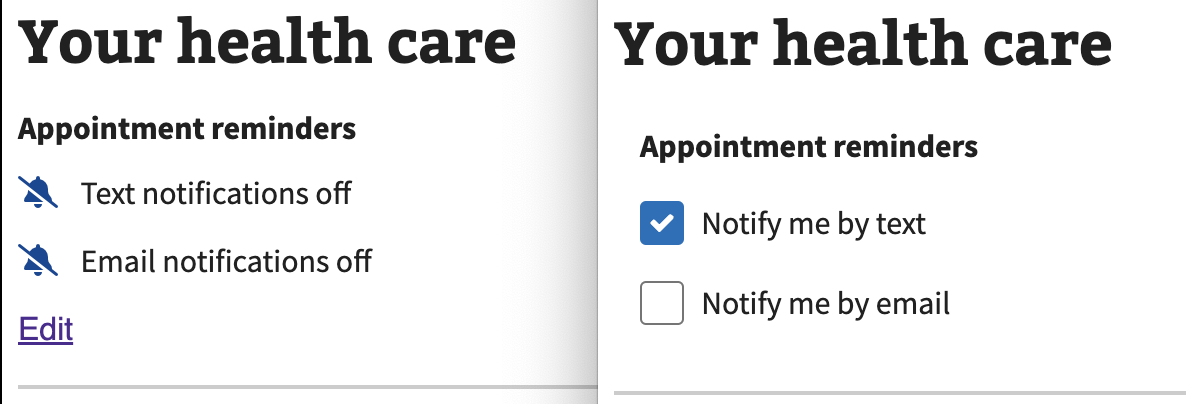 Your health care
Appointment reminders
Text notifications off
Email notifications off
Edit
Your health care
Appointment reminders
Notify me by text
Notify me by email